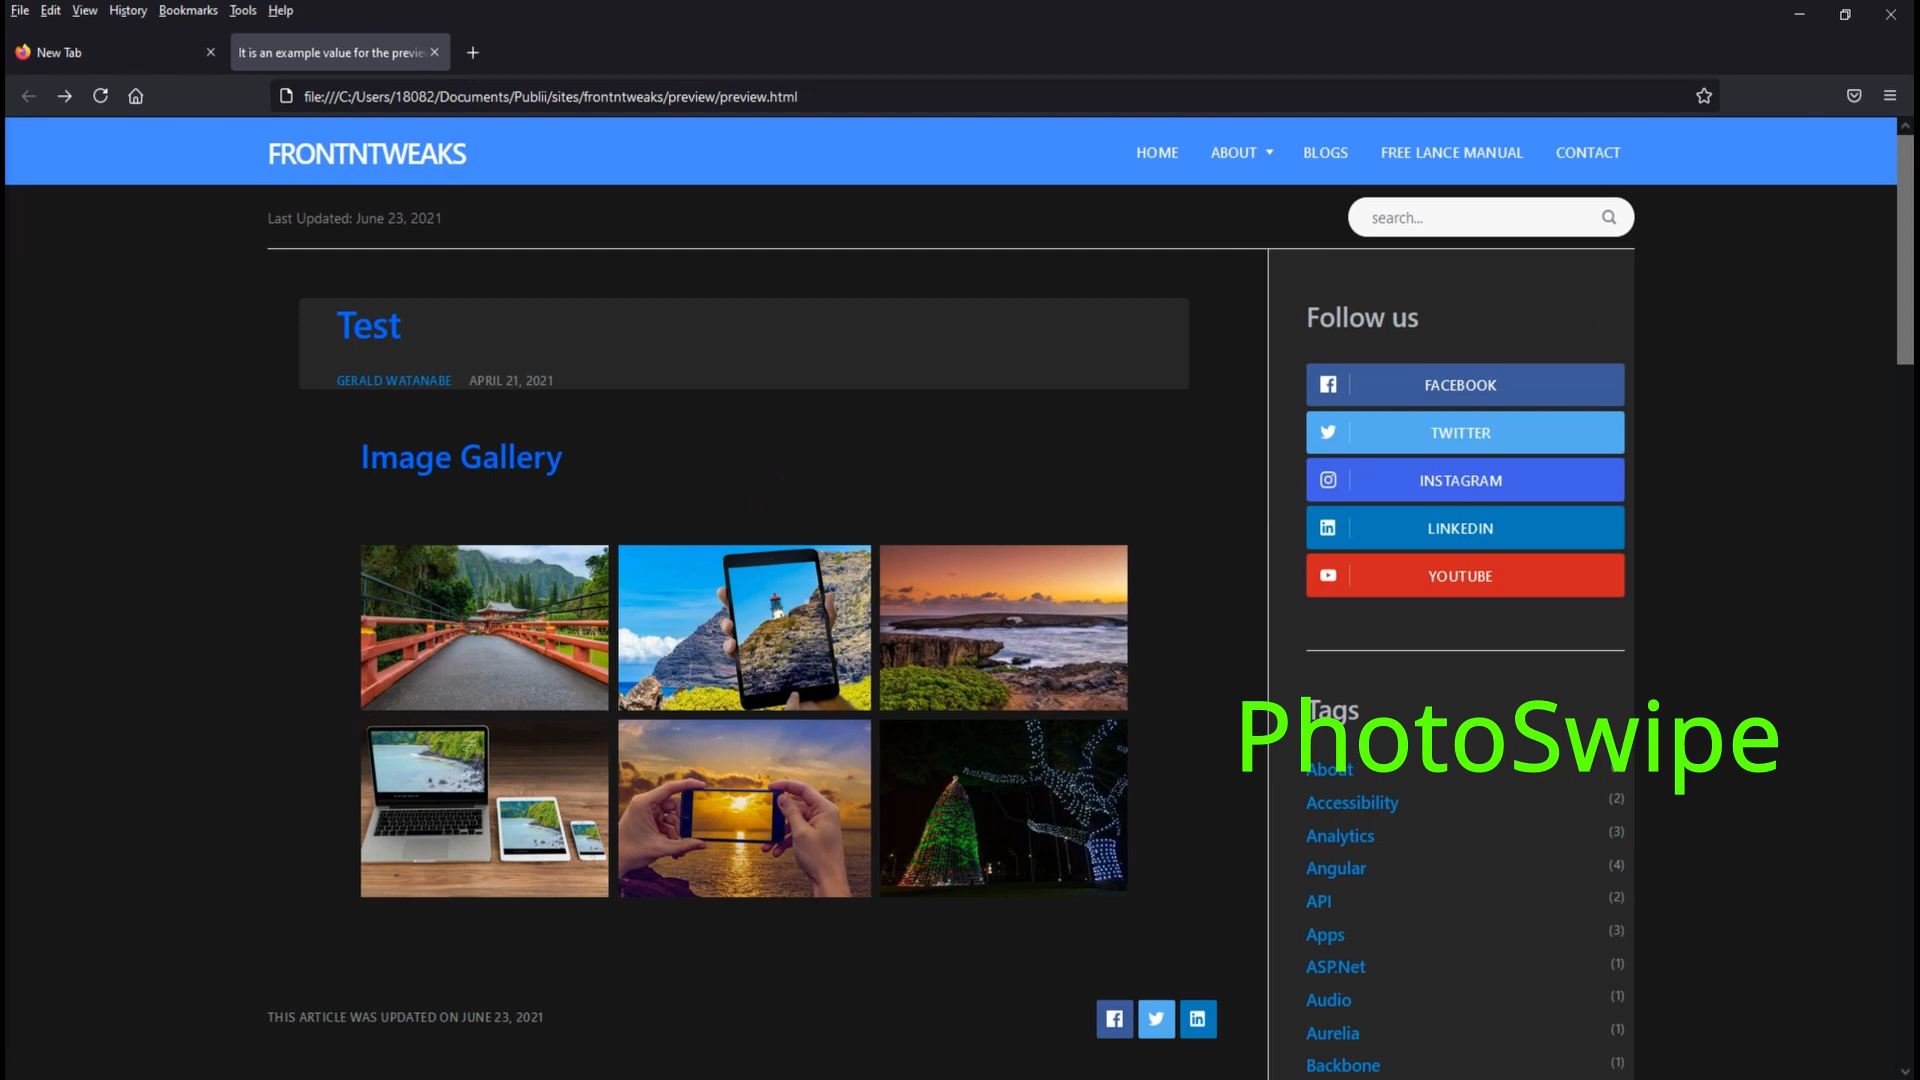 File Edit View History Bookmarks Tools Help
New Tab
It is an example value for the previe
file:///C:/Users/18082/Documents/Publii/sites/frontntweaks/preview/preview.html
FRONTNTWEAKS
HOME ABOUT BLOGS FREE LANCE MANUAL CONTACT
Last Updated: June 23, 2021
search...
Test
GERALD WATANABE APRIL 21, 2021
Image Gallery
THIS ARTICLE WAS UPDATED ON JUNE 23, 2021
Follow us
FACEBOOK
TWITTER
INSTAGRAM
LINKEDIN
YOUTUBE
Tags
PhotoSwipe
About
Accessibility (2)
Analytics (3)
Angular (4)
API (2)
Apps (3)
ASP.Net (1)
Audio (1)
Aurelia (1)
Backbone (1)